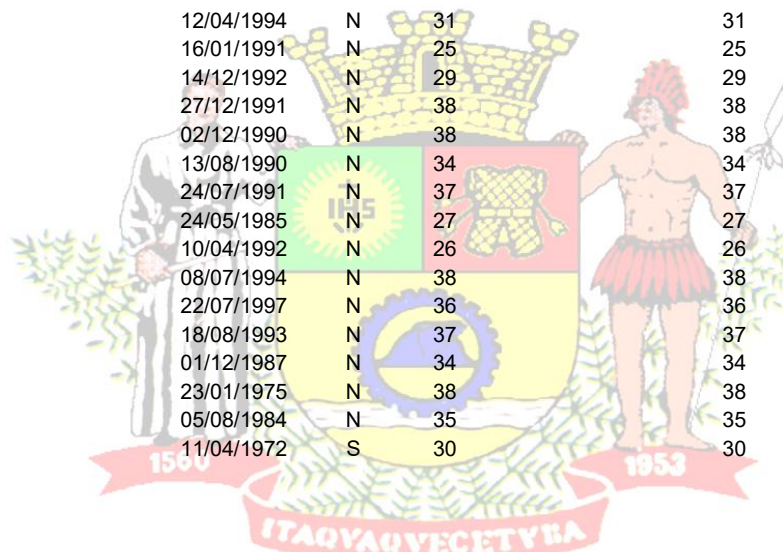 12/04/1994 N 31 31
16/01/1991 N 25 25
14/12/1992 N 29 29
27/12/1991 N 38 38
02/12/1990 N 38 38
13/08/1990 N 34 34
24/07/1991 N 37 37
24/05/1985 N 27 27
10/04/1992 N 26 26
08/07/1994 N 38 38
22/07/1997 N 36 36
18/08/1993 N 37 37
01/12/1987 N 34 34
23/01/1975 N 38 38
05/08/1984 N 35 35
11/04/1972 S 30 30
IHS
1560 1953
ITAQVAQVECETVBA